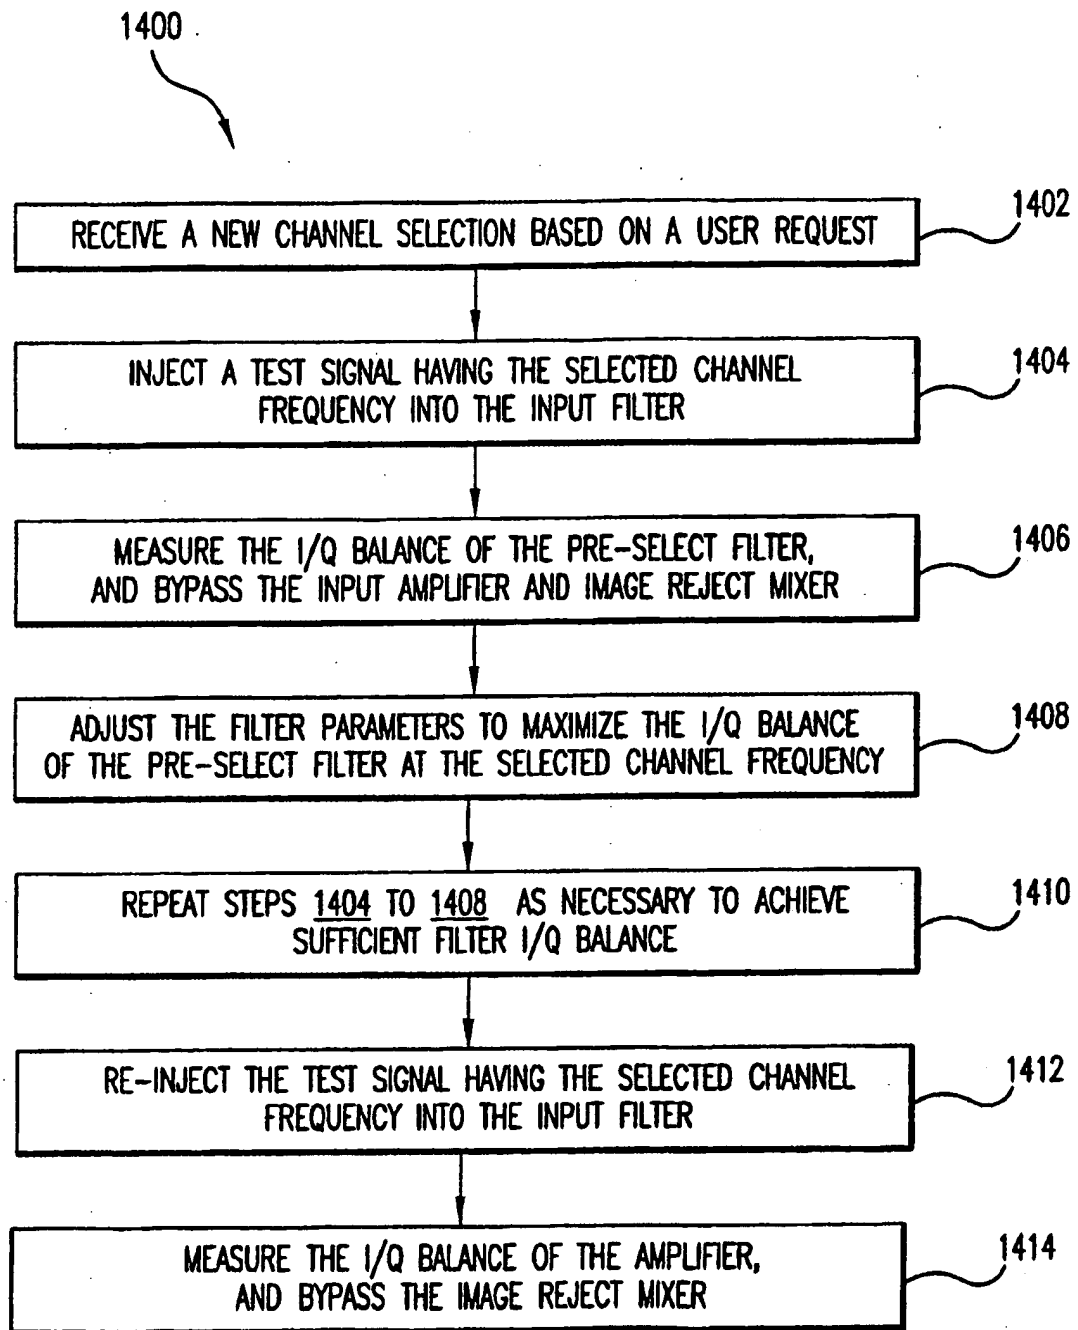 1400
RECEIVE A NEW CHANNEL SELECTION BASED ON A USER REQUEST
1402
INJECT A TEST SIGNAL HAVING THE SELECTED CHANNEL
FREQUENCY INTO THE INPUT FILTER
1404
MEASURE THE I/Q BALANCE OF THE PRE-SELECT FILTER,
AND BYPASS THE INPUT AMPLIFIER AND IMAGE REJECT MIXER
1406
ADJUST THE FILTER PARAMETERS TO MAXIMIZE THE I/Q BALANCE
OF THE PRE-SELECT FILTER AT THE SELECTED CHANNEL FREQUENCY
1408
REPEAT STEPS 1404 TO 1408 AS NECESSARY TO ACHIEVE
SUFFICIENT FILTER I/Q BALANCE
1410
RE-INJECT THE TEST SIGNAL HAVING THE SELECTED CHANNEL
FREQUENCY INTO THE INPUT FILTER
1412
MEASURE THE I/Q BALANCE OF THE AMPLIFIER,
AND BYPASS THE IMAGE REJECT MIXER
1414